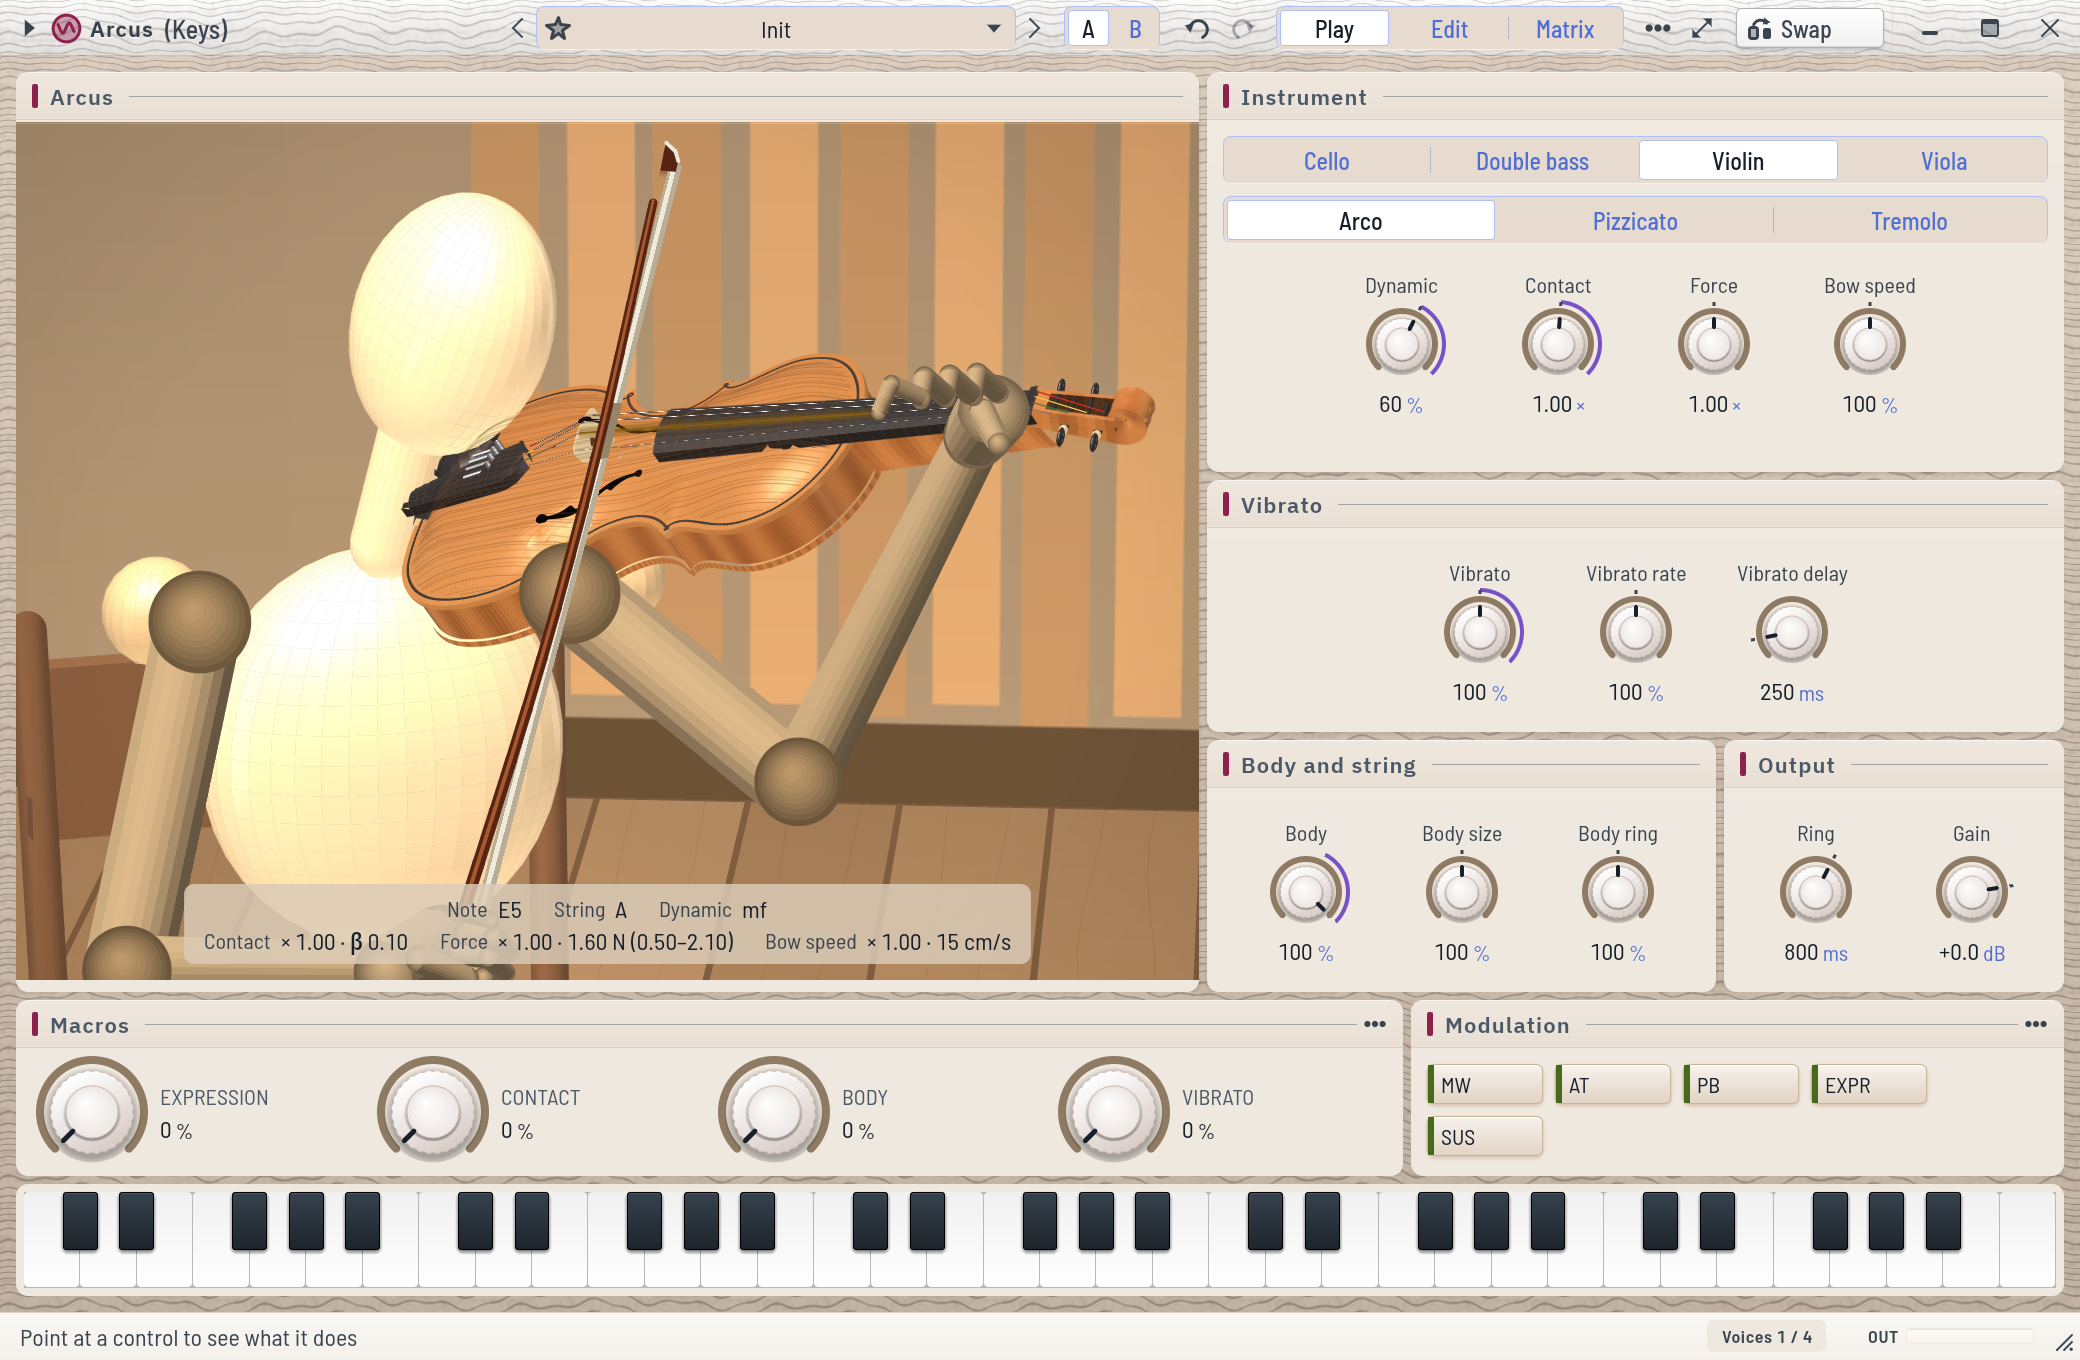 Arcus (Keys)
Init
A B
Play Edit Matrix
Swap
Arcus
Instrument
Cello Double bass Violin Viola
Arco Pizzicato Tremolo
Dynamic Contact Force Bow speed
60 % 1.00 × 1.00 × 100 %
Vibrato
Vibrato Vibrato rate Vibrato delay
100 % 100 % 250 ms
Body and string
Output
Body Body size Body ring Ring Gain
100 % 100 % 100 % 800 ms +0.0 dB
Note E5 String A Dynamic mf
Contact × 1.00 · β 0.10 Force × 1.00 · 1.60 N (0.50–2.10) Bow speed × 1.00 · 15 cm/s
Macros
Modulation
EXPRESSION
0 %
CONTACT
0 %
BODY
0 %
VIBRATO
0 %
MW AT PB EXPR
SUS
Point at a control to see what it does
Voices 1 / 4 OUT